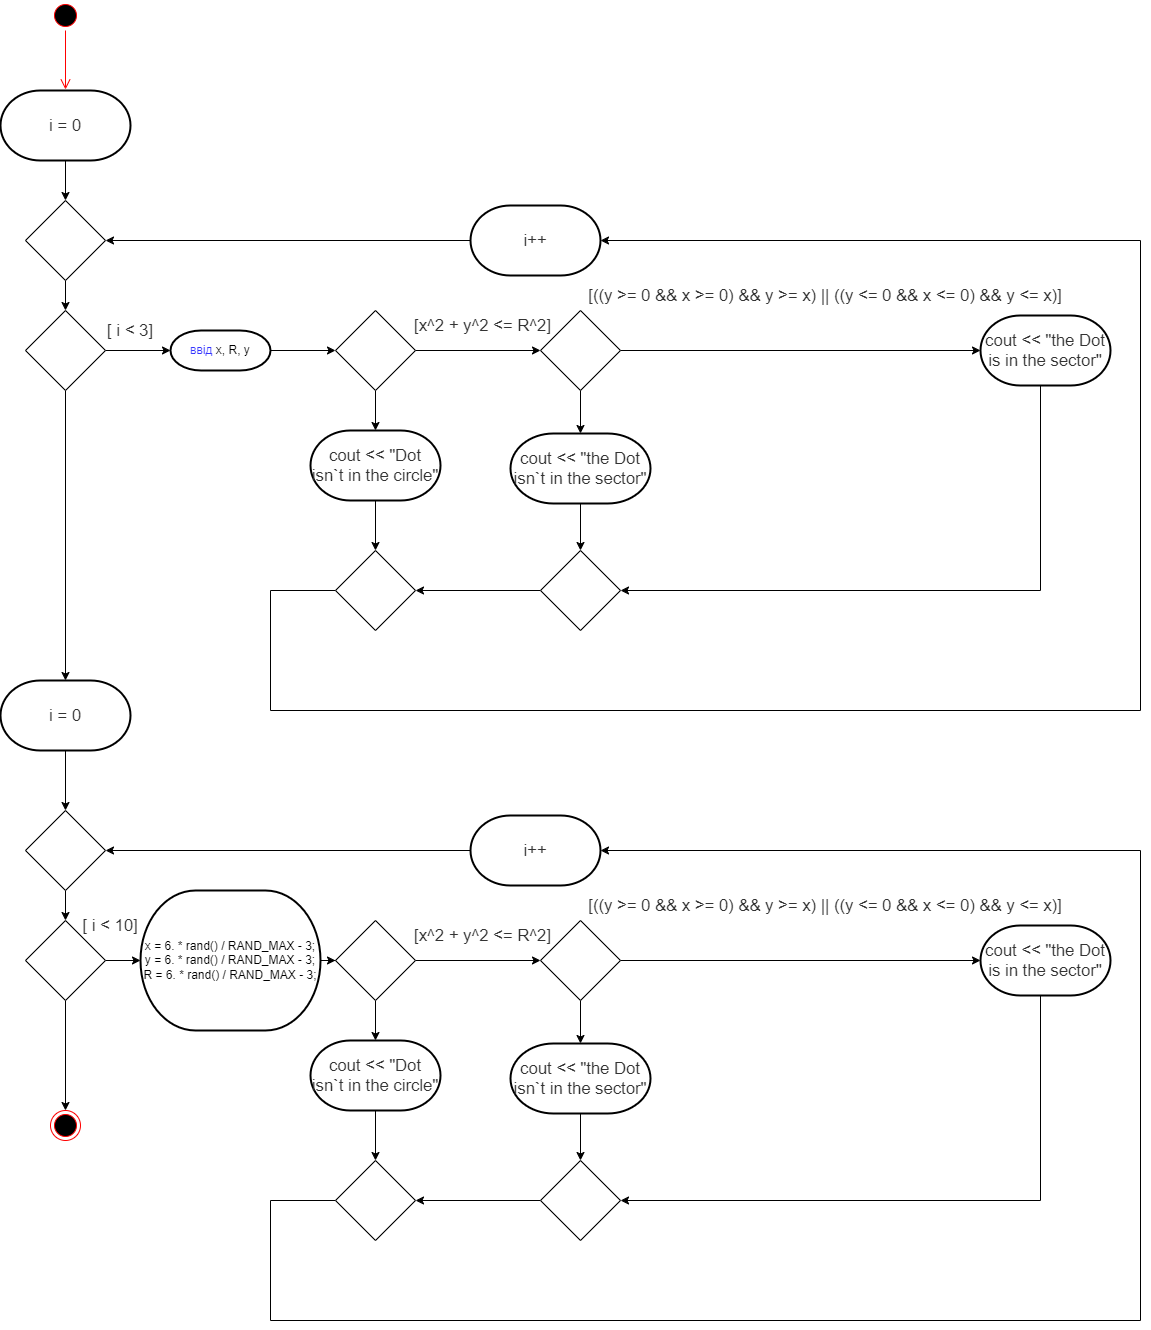 i = 0
i++
[((y >= 0 && x >= 0) && y >= x) || ((y <= 0 && x <= 0) && y <= x)]
[ i < 3]
[x^2 + y^2 <= R^2]
ввід x, R, y
cout << "the Dot
is in the sector"
cout << "Dot
isn`t in the circle"
cout << "the Dot
isn`t in the sector"
i = 0
i++
[((y >= 0 && x >= 0) && y >= x) || ((y <= 0 && x <= 0) && y <= x)]
[ i < 10]
[x^2 + y^2 <= R^2]
x = 6. * rand() / RAND_MAX - 3;
y = 6. * rand() / RAND_MAX - 3;
R = 6. * rand() / RAND_MAX - 3;
cout << "the Dot
is in the sector"
cout << "Dot
isn`t in the circle"
cout << "the Dot
isn`t in the sector"